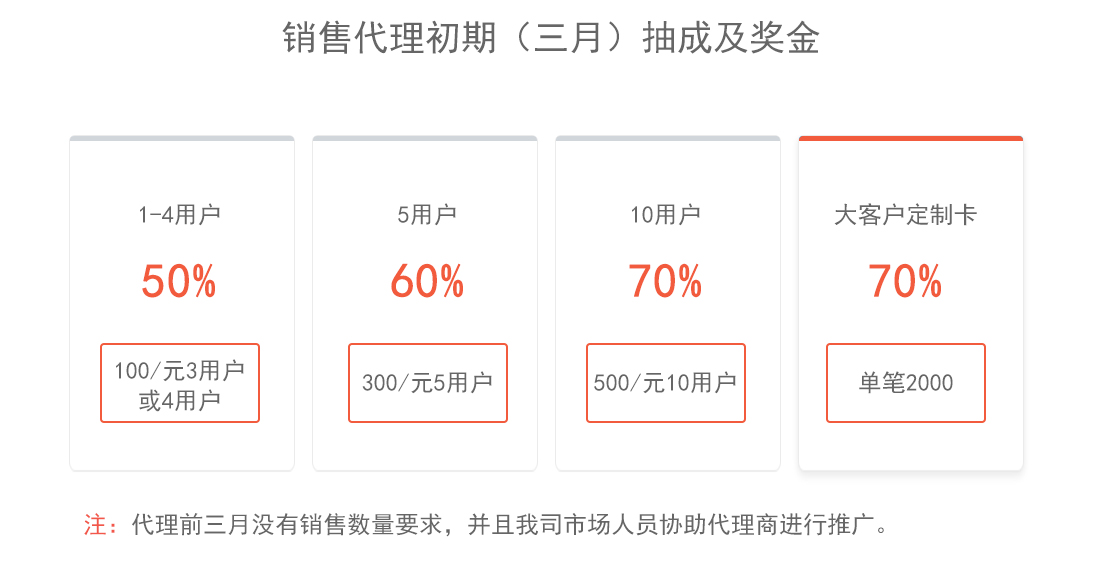 销售代理初期（三月）抽成及奖金
1-4用户
50%
100/元3用户
或4用户
5用户
60%
300/元5用户
10用户
70%
500/元10用户
大客户定制卡
70%
单笔2000
注：代理前三月没有销售数量要求，并且我司市场人员协助代理商进行推广。